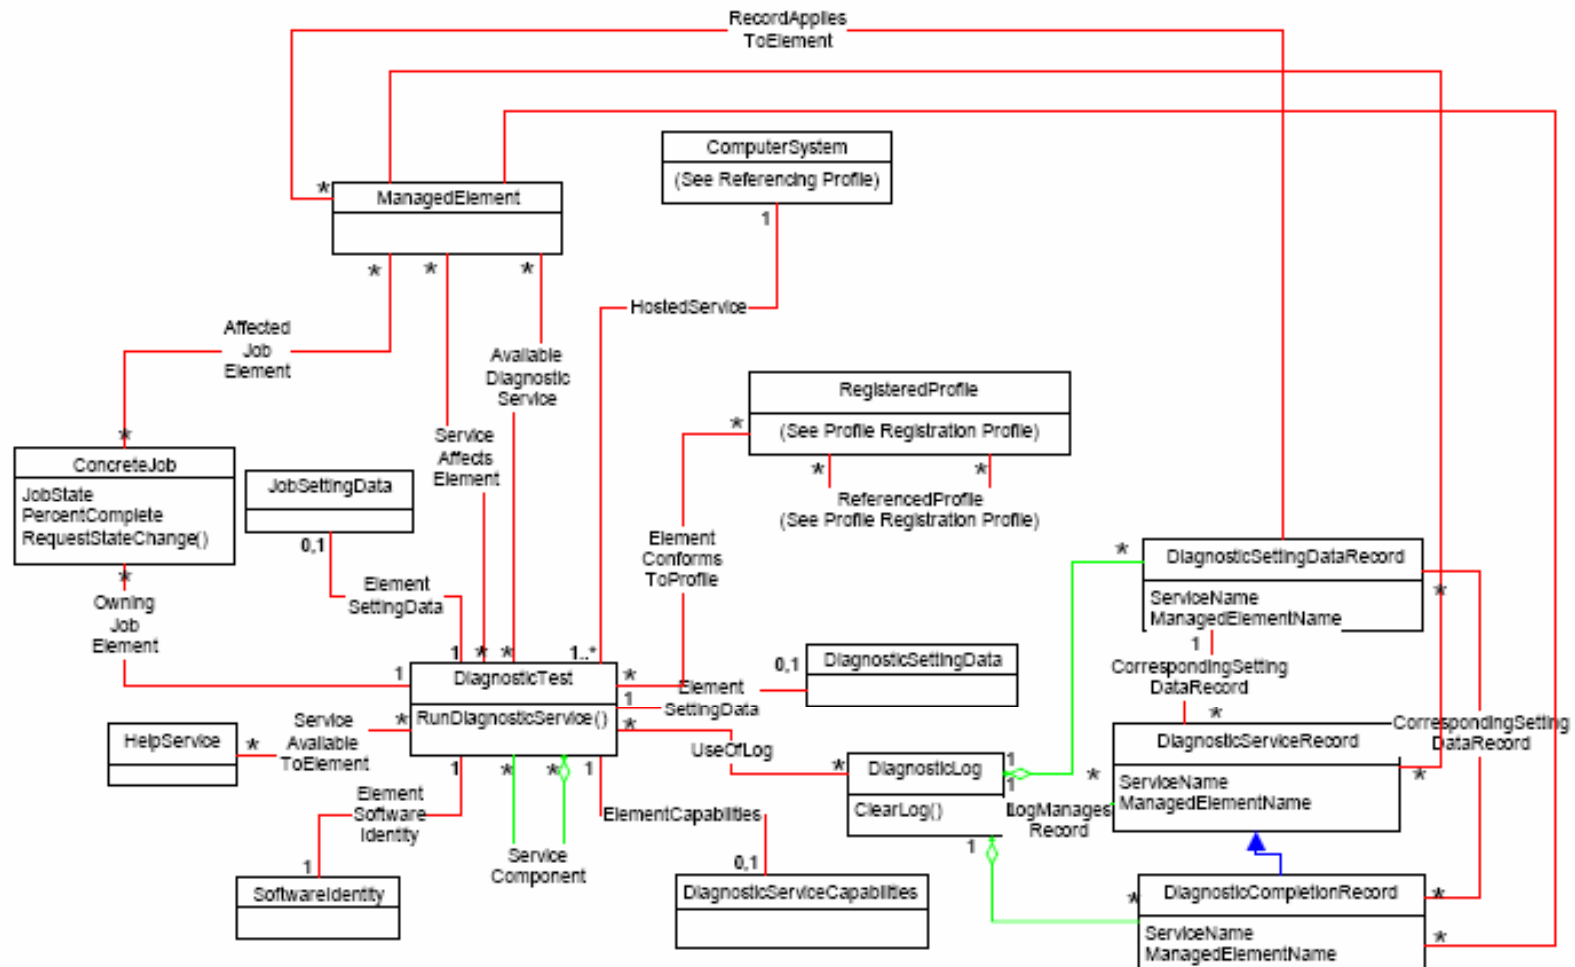 RecordApplies
ToElement
ComputerSystem
(See Referencing Profile)
1
*
ManagedElement
*
*
*
HostedService
Affected
Job
Element
Available
Diagnostic
Service
RegisteredProfile
(See Profile Registration Profile)
*
*
*
ReferencedProfile
(See Profile Registration Profile)
Service
Affects
Element
*
ConcreteJob
JobState
PercentComplete
RequestStateChange()
*
JobSettingData
0,1
Element
SettingData
Element
Conforms
ToProfile
*
DiagnosticSettingDataRecord
ServiceName
ManagedElementName
*
1
Owning
Job
Element
1
1
*
*
1..*
DiagnosticTest
RunDiagnosticService()
*
1
*
Element
SettingData
0,1
DiagnosticSettingData
CorrespondingSetting
DataRecord
*
CorrespondingSetting
DataRecord
HelpService
*
Service
Available
ToElement
*
UseOfLog
*
DiagnosticLog
ClearLog()
1
1
1
LogManages
Record
*
DiagnosticServiceRecord
ServiceName
ManagedElementName
*
1
*
*
1
Element
Software
Identity
1
SoftwareIdentity
Service
Component
ElementCapabilities
0,1
DiagnosticServiceCapabilities
*
DiagnosticCompletionRecord
ServiceName
ManagedElementName
*
*